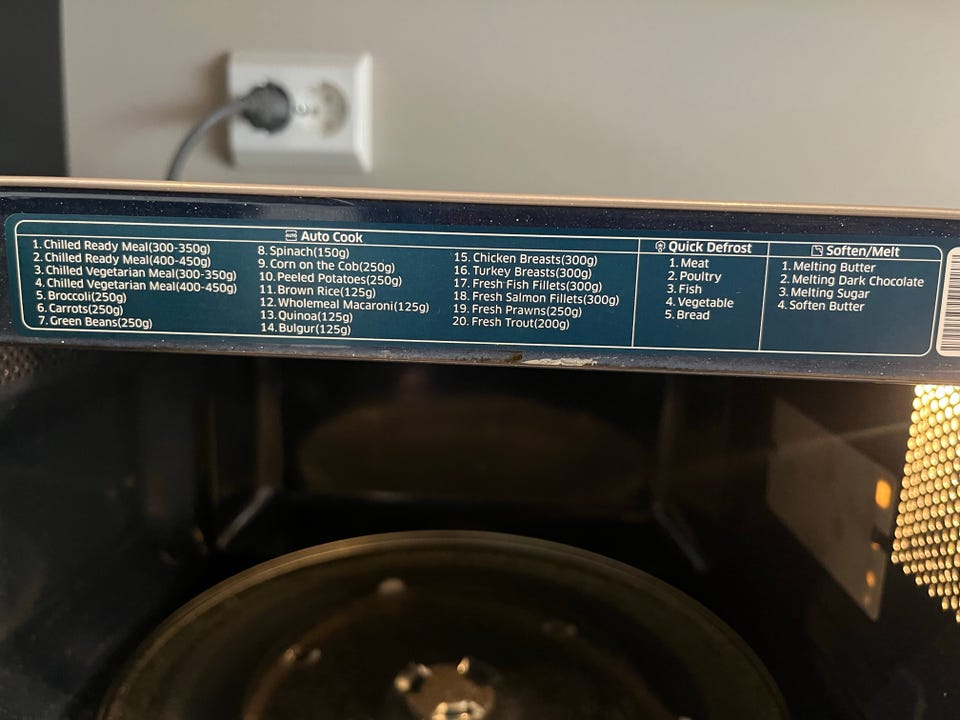 Auto Cook
1. Chilled Ready Meal(300-350g)
2. Chilled Ready Meal(400-450g)
3. Chilled Vegetarian Meal(300-350g)
4. Chilled Vegetarian Meal(400-450g)
5. Broccoli(250g)
6. Carrots(250g)
7. Green Beans(250g)
8. Spinach(150g)
9. Corn on the Cob(250g)
10. Peeled Potatoes(250g)
11. Brown Rice(125g)
12. Wholemeal Macaroni(125g)
13. Quinoa(125g)
14. Bulgur(125g)
15. Chicken Breasts(300g)
16. Turkey Breasts(300g)
17. Fresh Fish Fillets(300g)
18. Fresh Salmon Fillets(300g)
19. Fresh Prawns(250g)
20. Fresh Trout(200g)
Quick Defrost
1. Meat
2. Poultry
3. Fish
4. Vegetable
5. Bread
Soften/Melt
1. Melting Butter
2. Melting Dark Chocolate
3. Melting Sugar
4. Soften Butter